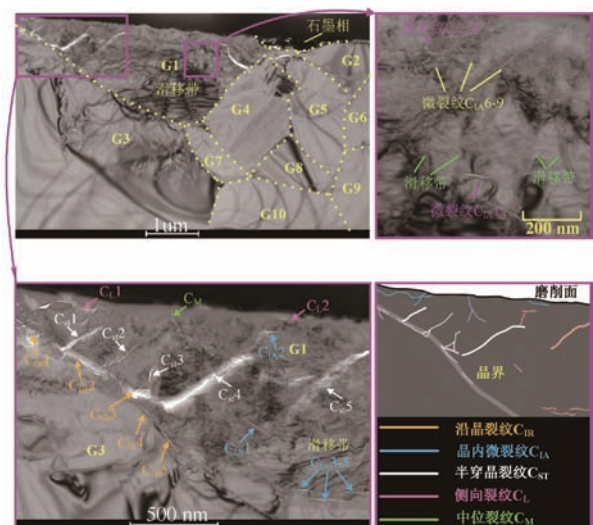 石墨相
G1
滑移带
G2
G4
G5
G6
G3
G7
G8
G9
G10
1um
微裂纹C_IA6-9
滑移带
滑移带
200 nm
C_L1
C_M
C_L2
C_st1
C_st2
C_st3
C_st4
C_st5
G1
G3
滑移带
500 nm
磨削面
晶界
沿晶裂纹C_IR
晶内微裂纹C_IA
半穿晶裂纹C_ST
侧向裂纹C_L
中位裂纹C_M